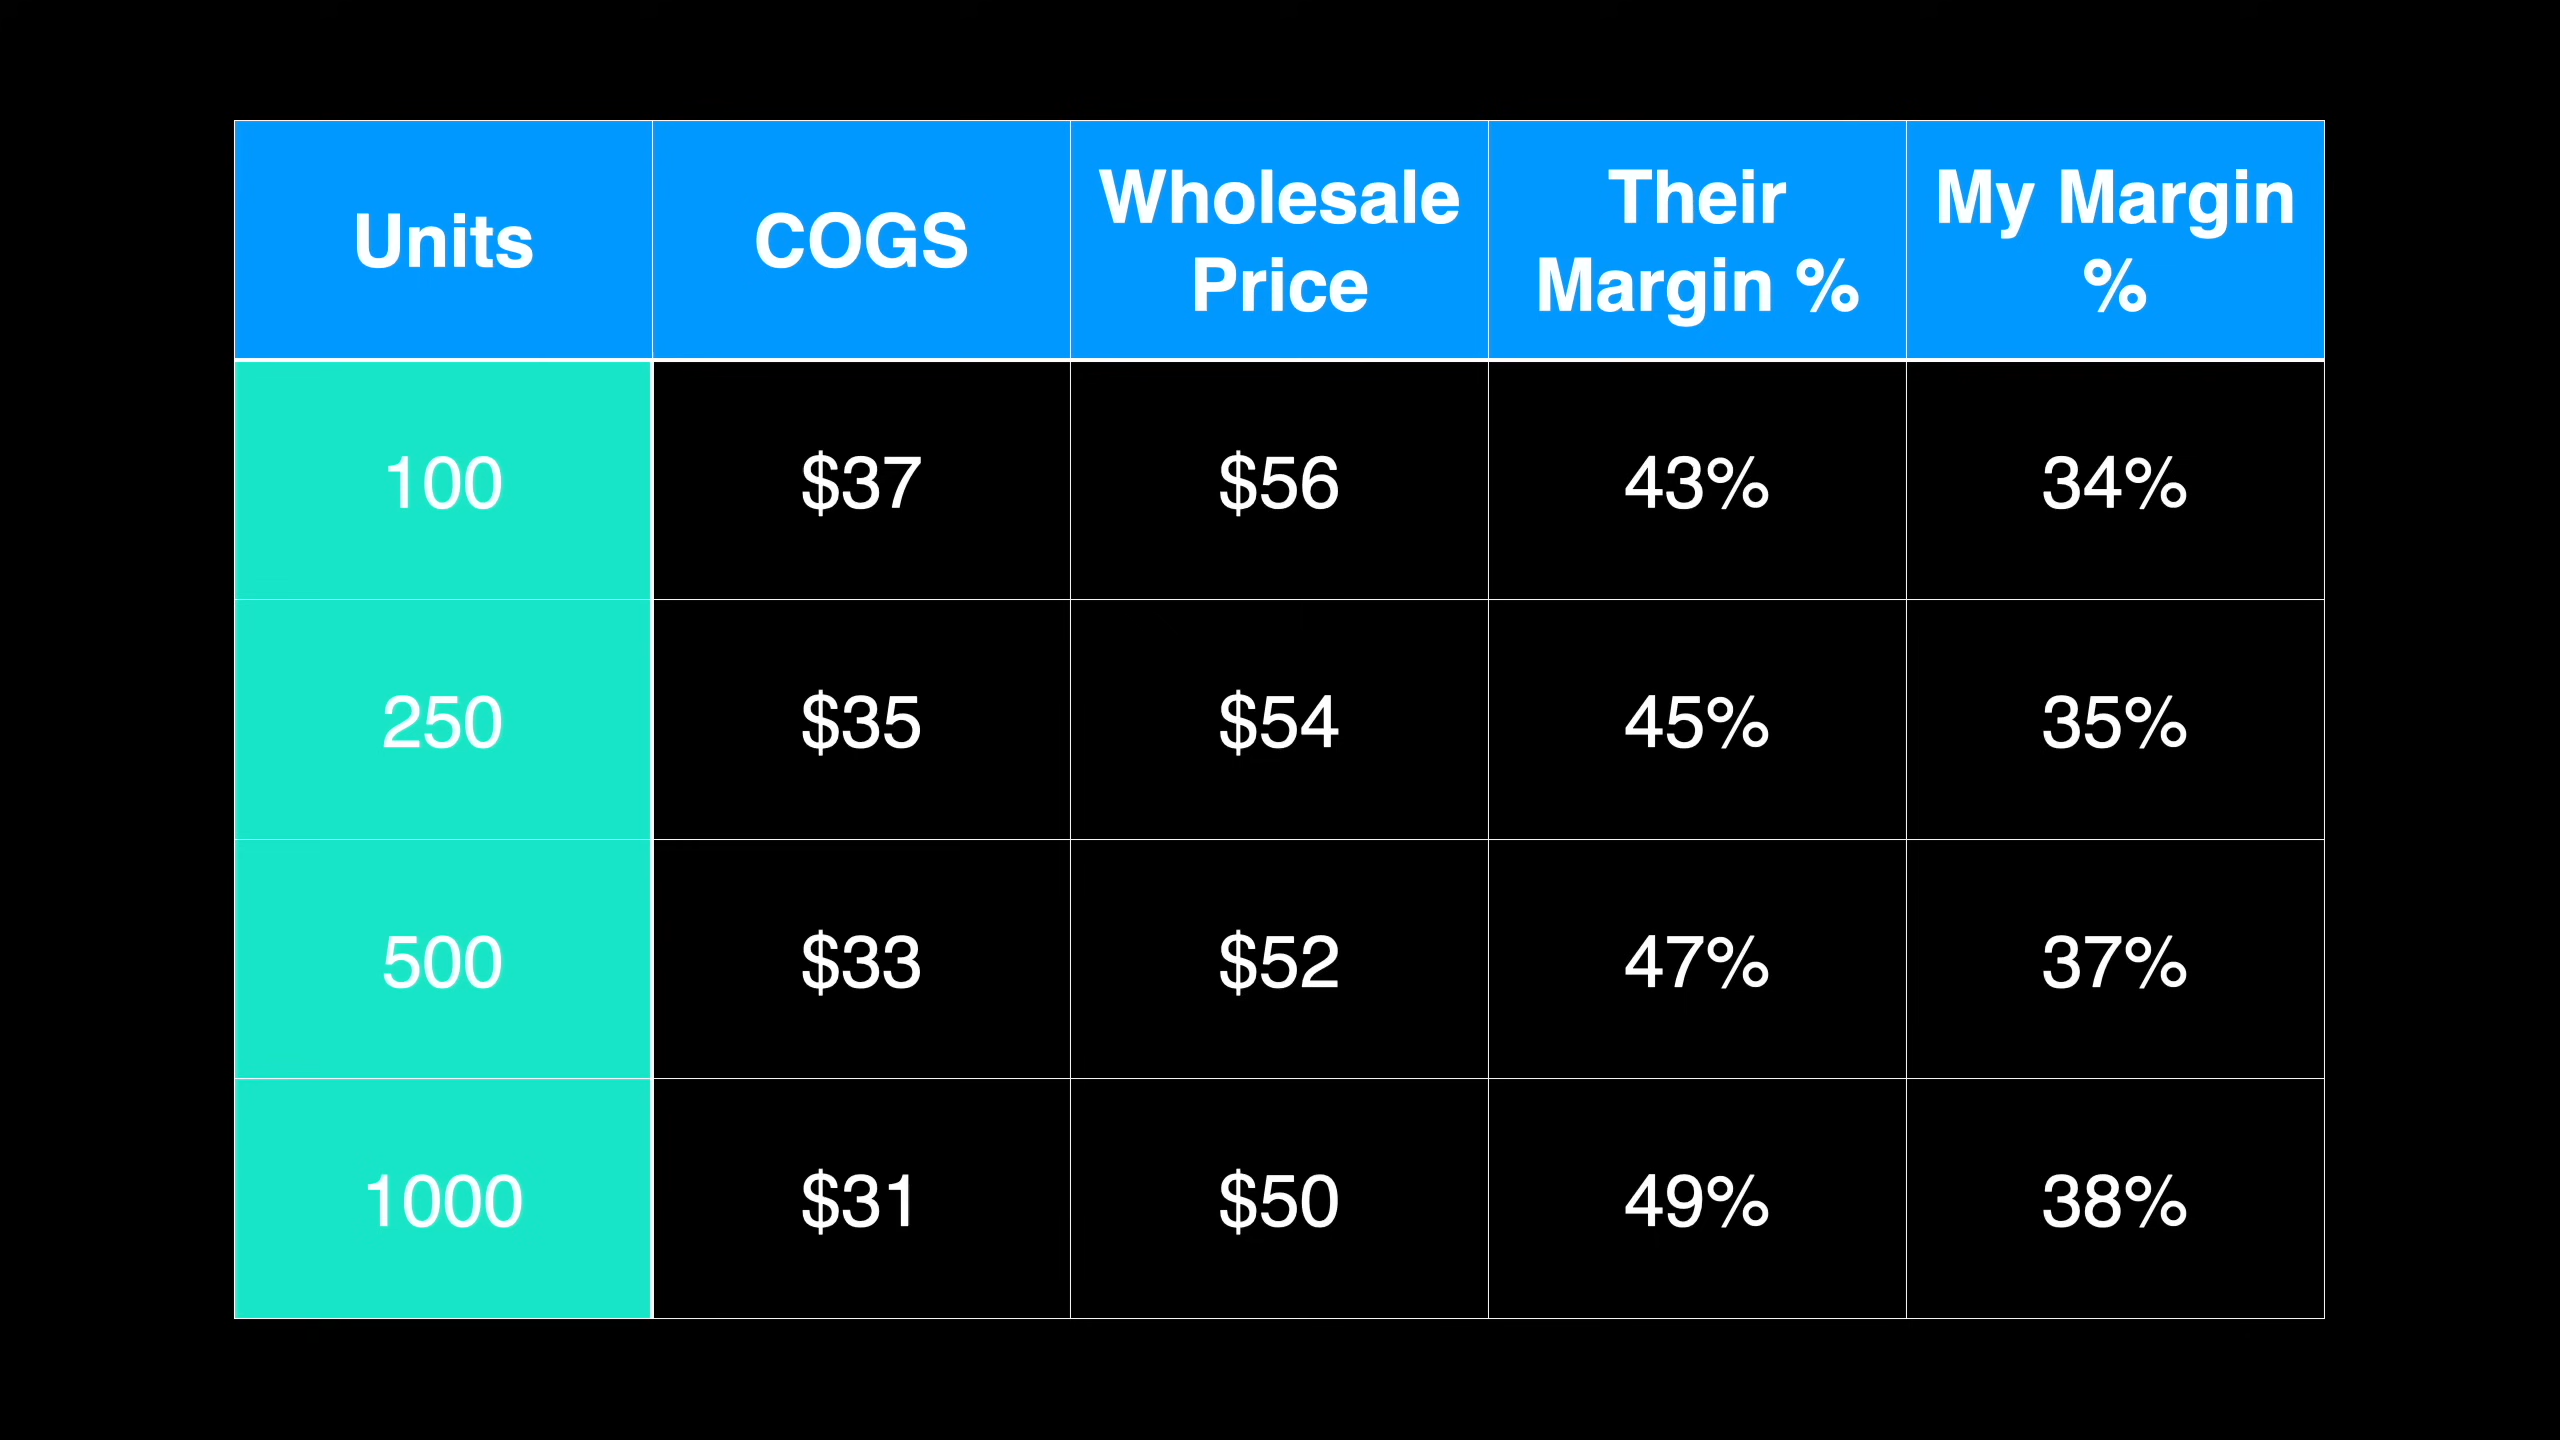 Units COGS Wholesale Price Their Margin % My Margin %
100 $37 $56 43% 34%
250 $35 $54 45% 35%
500 $33 $52 47% 37%
1000 $31 $50 49% 38%